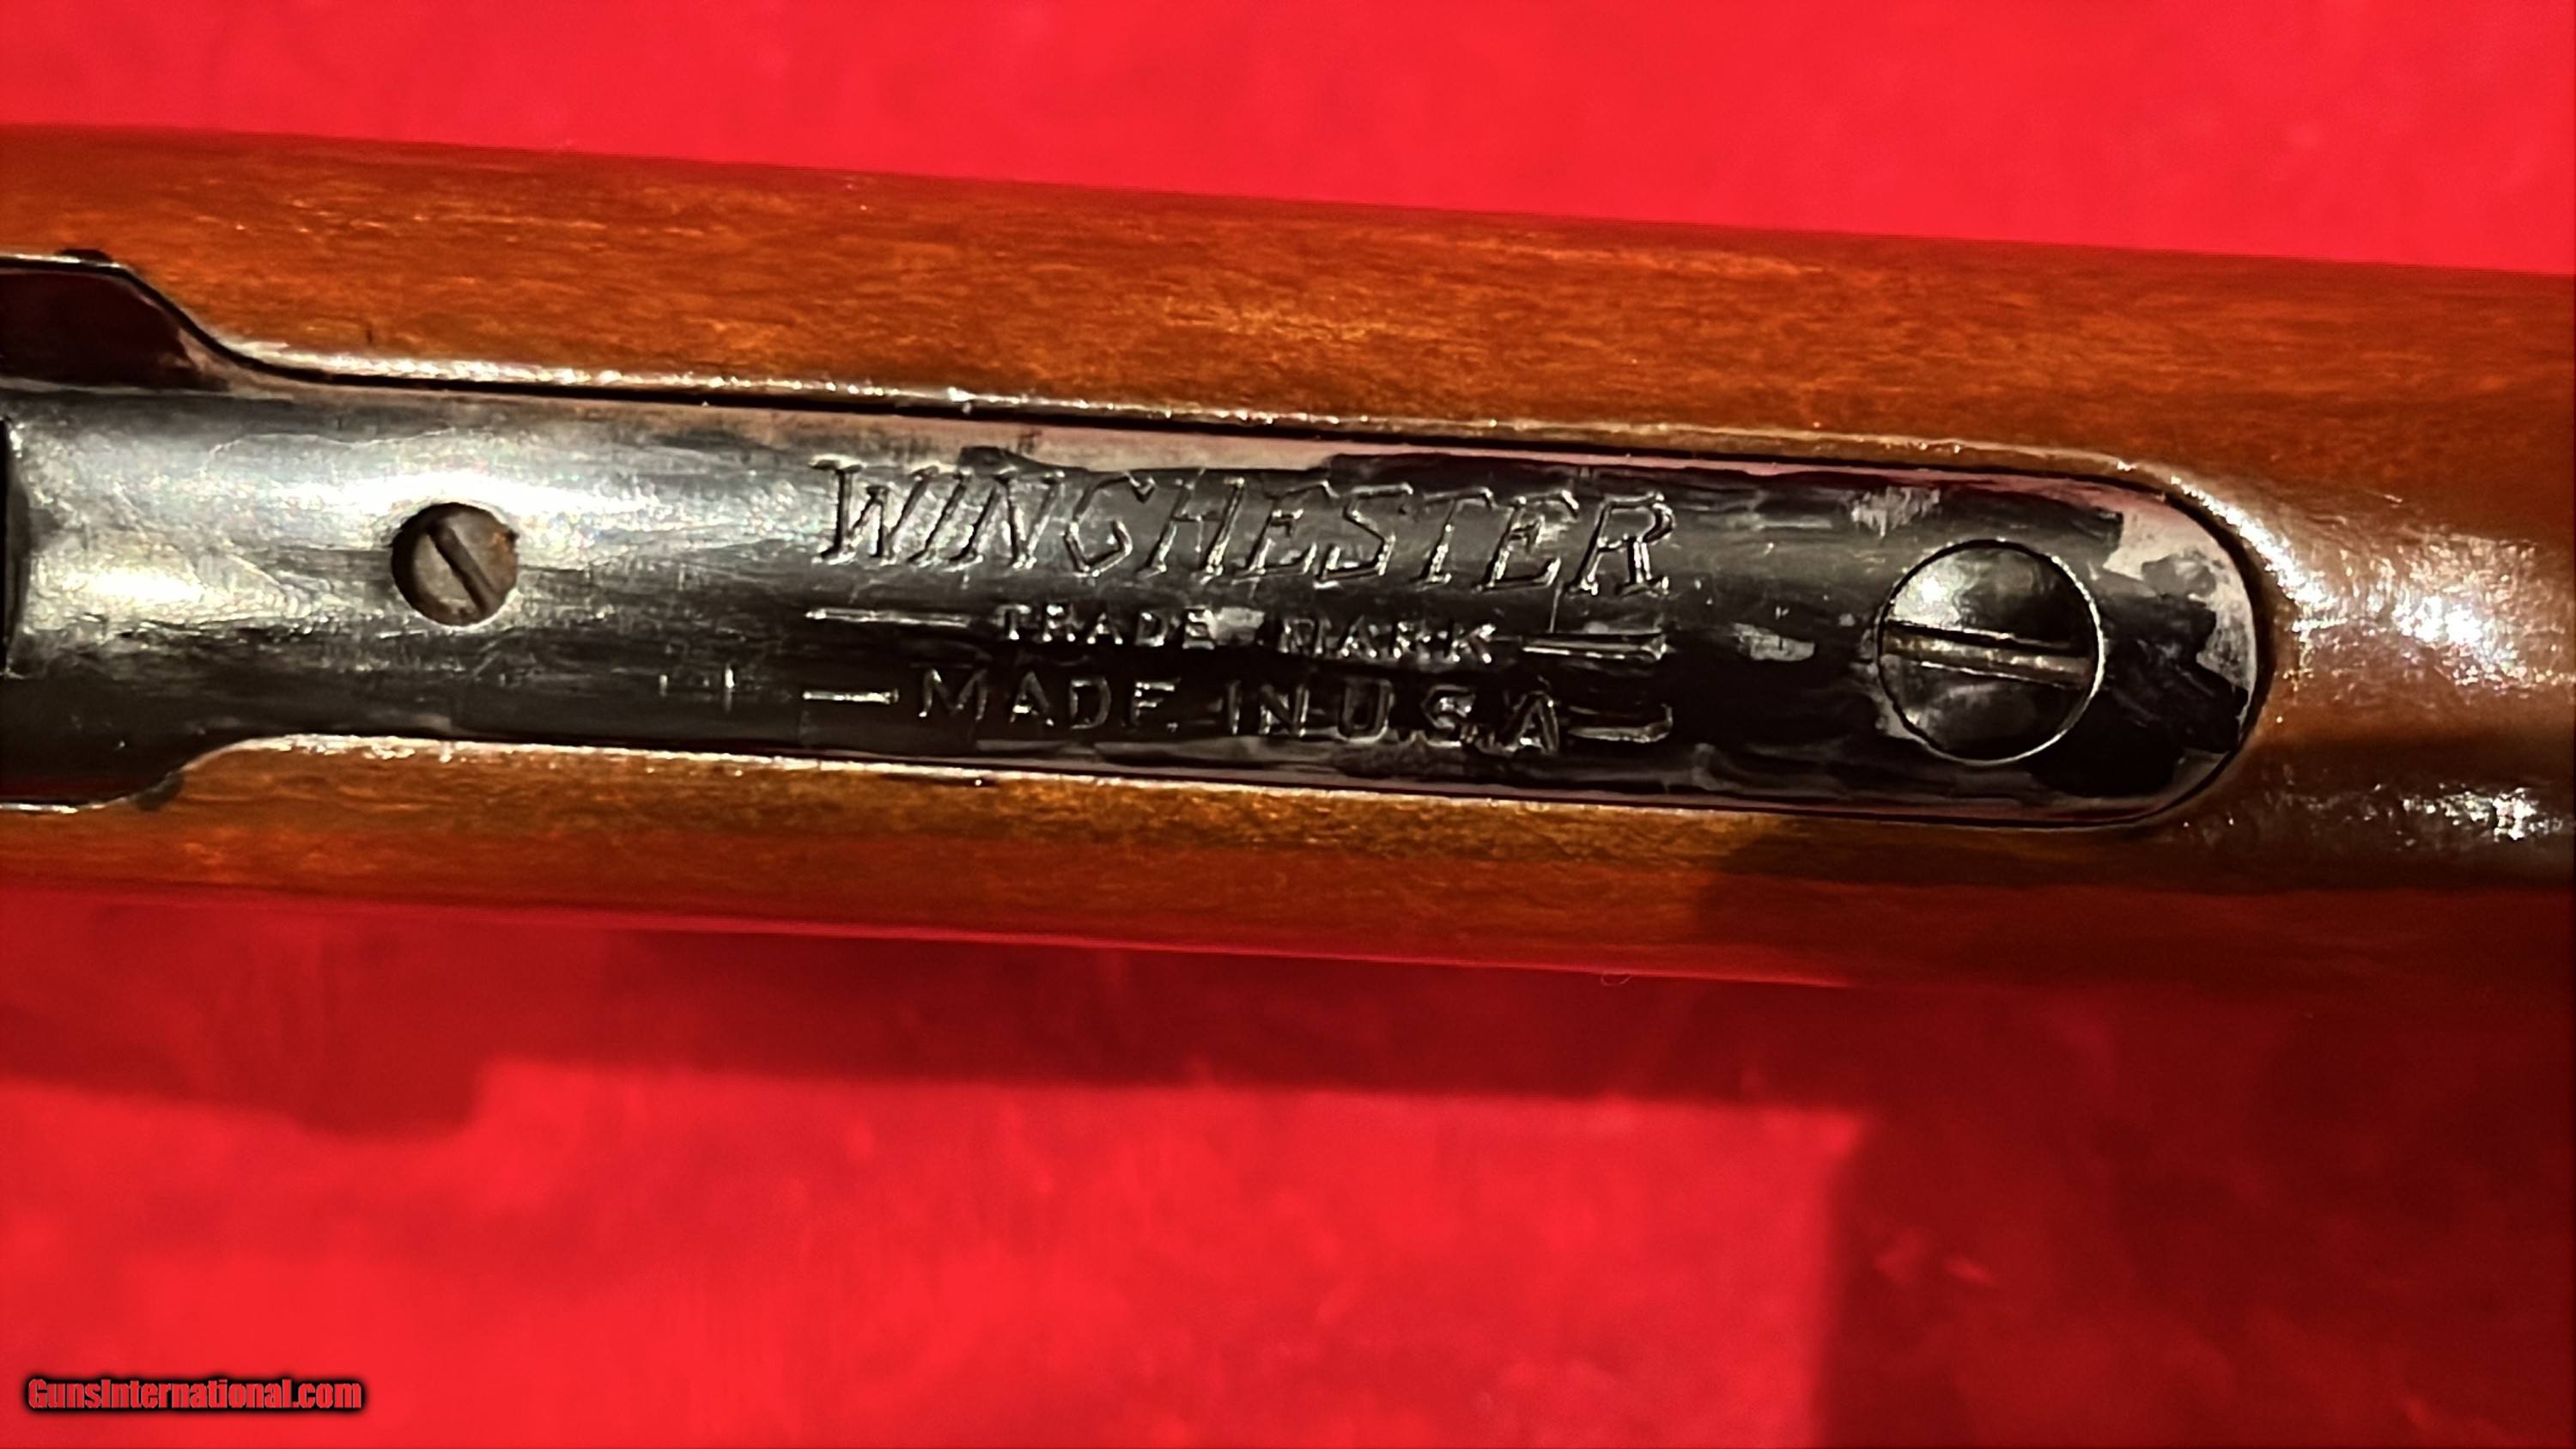 WINCHESTER
TRADE MARK
MADE IN U.S.A
GunsInternational.com